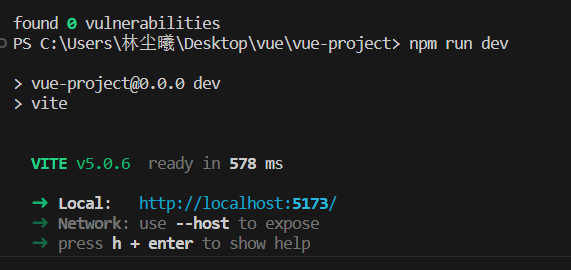 found 0 vulnerabilities
PS C:\Users\林尘曦\Desktop\vue\vue-project> npm run dev
> vue-project@0.0.0 dev
> vite
VITE v5.0.6 ready in 578 ms
➜ Local: http://localhost:5173/
➜ Network: use --host to expose
➜ press h + enter to show help